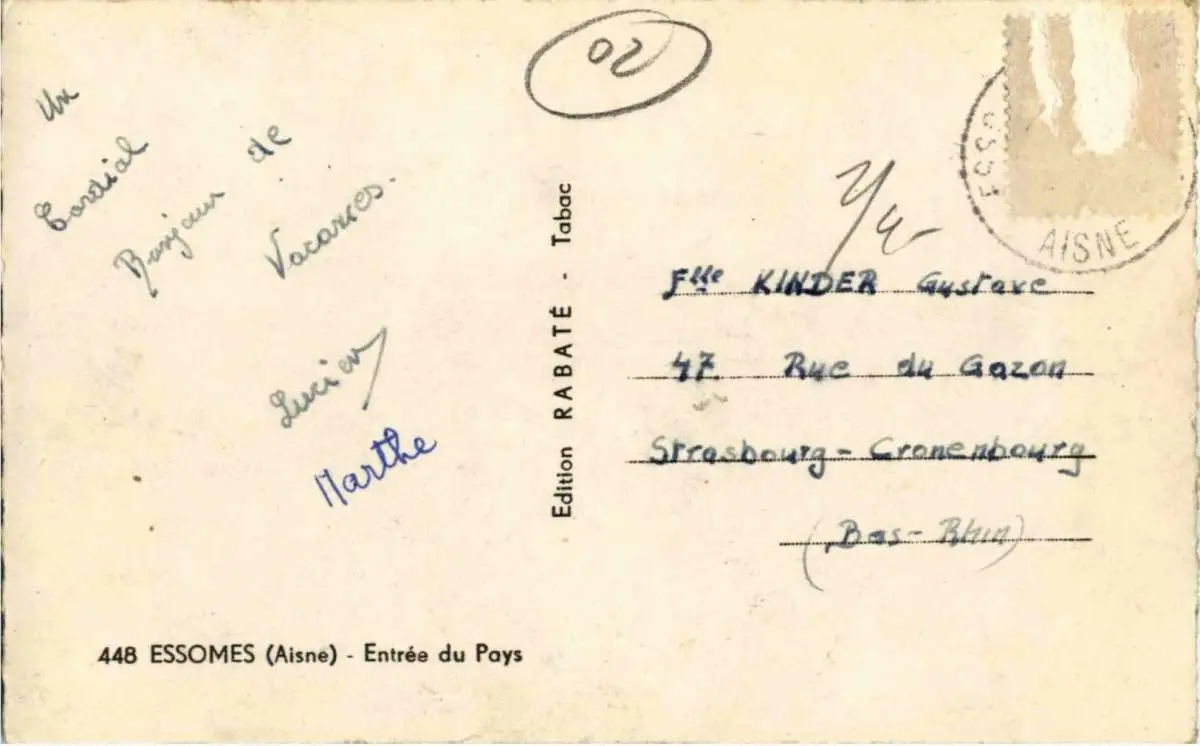 02
Un
Cordial
Bonjour de
Vacances.
Lucien
Marthe
Edition RABATÉ - Tabac
AISNE
Flle KINDER Gustave
47 Rue du Gazon
Strasbourg - Cronenbourg
(Bas-Rhin)
448 ESSOMES (Aisne) - Entrée du Pays